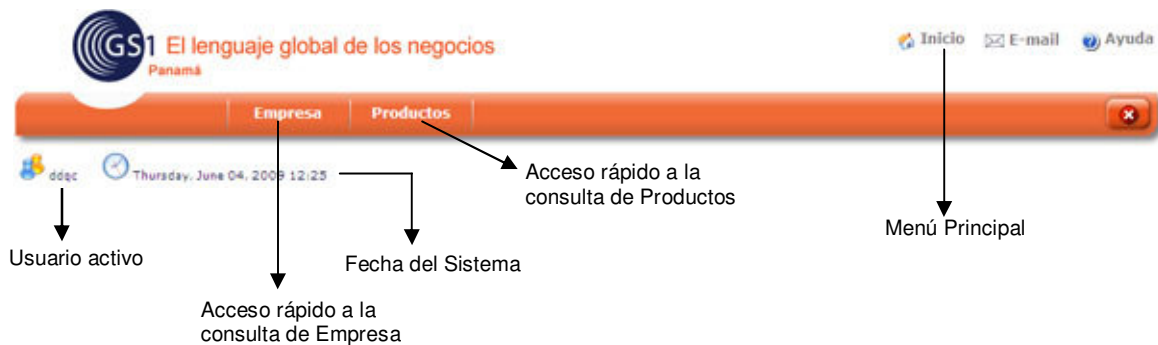 GS1 El lenguaje global de los negocios
Panamá
Inicio E-mail Ayuda
Empresa Productos
ddqc Thursday, June 04, 2009 12:25
Acceso rápido a la
consulta de Productos
Menú Principal
Usuario activo
Fecha del Sistema
Acceso rápido a la
consulta de Empresa